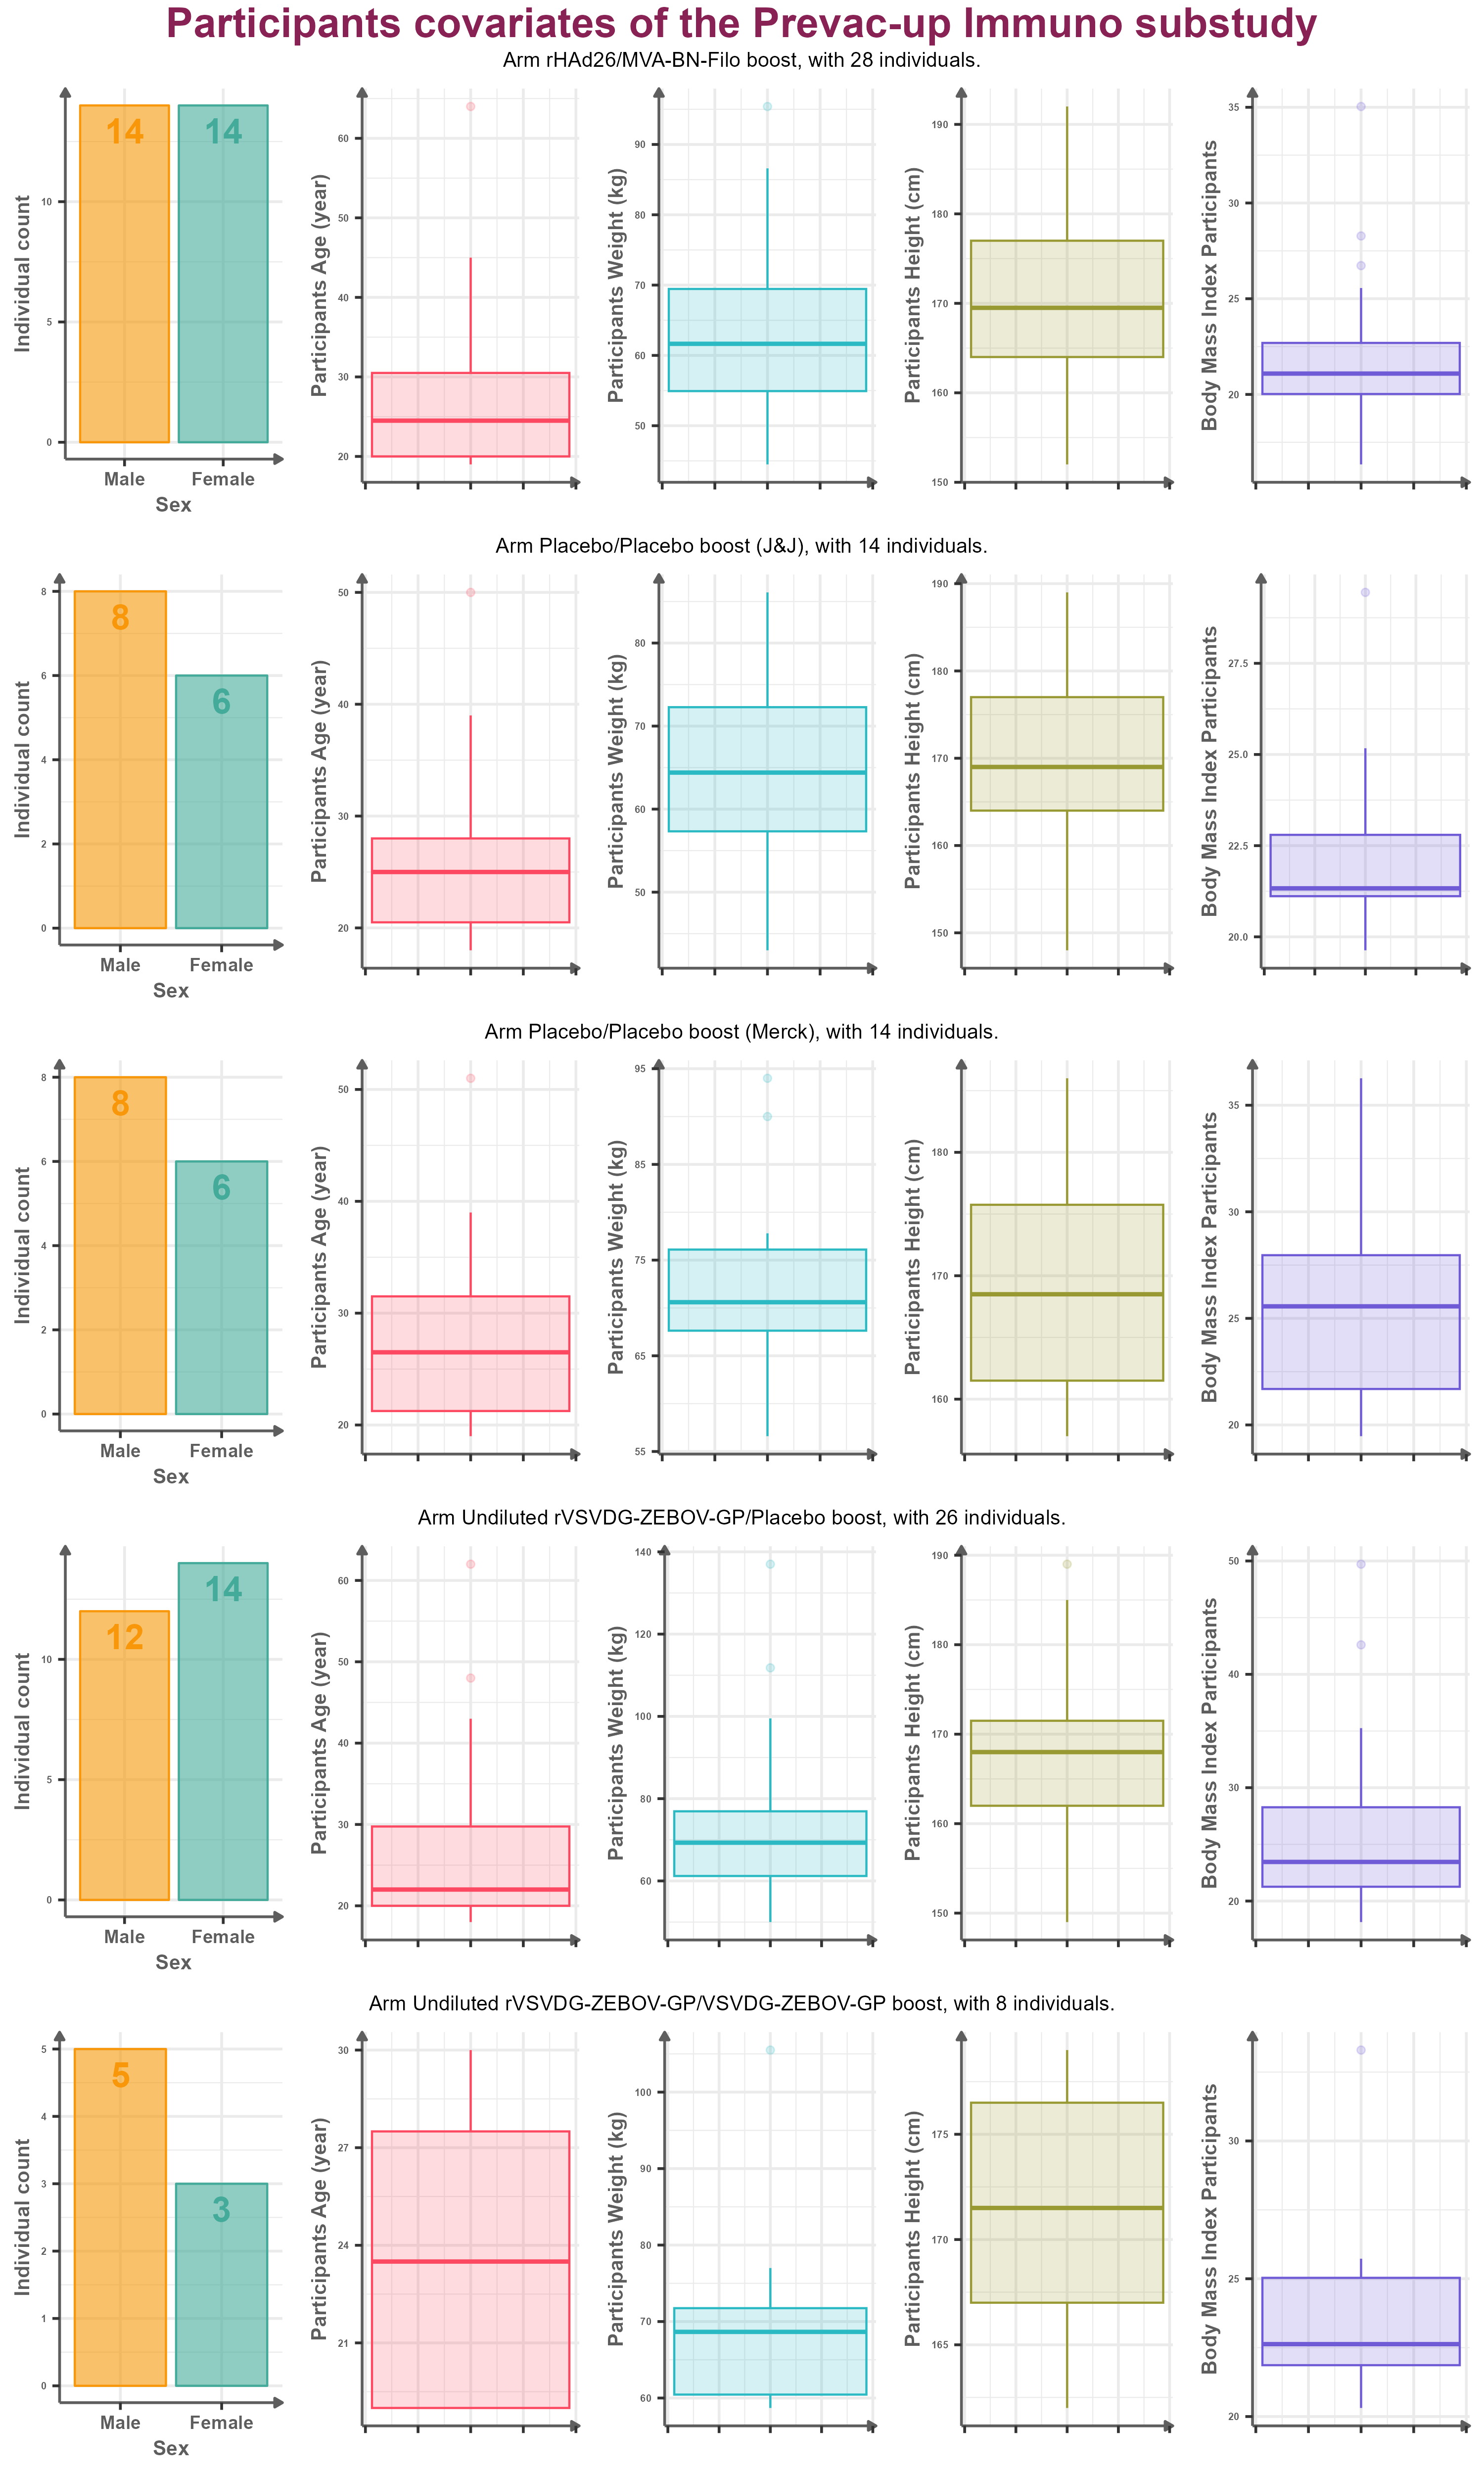 Participants covariates of the Prevac-up Immuno substudy
Arm rHAd26/MVA-BN-Filo boost, with 28 individuals.
Individual count
10
5
0
14
14
Male
Female
Sex
Participants Age (year)
60
50
40
30
20
Participants Weight (kg)
90
80
70
60
50
Participants Height (cm)
190
180
170
160
150
Body Mass Index Participants
35
30
25
20
Arm Placebo/Placebo boost (J&J), with 14 individuals.
Individual count
8
6
4
2
0
8
6
Male
Female
Sex
Participants Age (year)
50
40
30
20
Participants Weight (kg)
80
70
60
50
Participants Height (cm)
190
180
170
160
150
Body Mass Index Participants
27.5
25.0
22.5
20.0
Arm Placebo/Placebo boost (Merck), with 14 individuals.
Individual count
8
6
4
2
0
8
6
Male
Female
Sex
Participants Age (year)
50
40
30
20
Participants Weight (kg)
95
85
75
65
55
Participants Height (cm)
180
170
160
Body Mass Index Participants
35
30
25
20
Arm Undiluted rVSVDG-ZEBOV-GP/Placebo boost, with 26 individuals.
Individual count
10
5
0
12
14
Male
Female
Sex
Participants Age (year)
60
50
40
30
20
Participants Weight (kg)
140
120
100
80
60
Participants Height (cm)
190
180
170
160
150
Body Mass Index Participants
50
40
30
20
Arm Undiluted rVSVDG-ZEBOV-GP/VSVDG-ZEBOV-GP boost, with 8 individuals.
Individual count
5
4
3
2
1
0
5
3
Male
Female
Sex
Participants Age (year)
30
27
24
21
Participants Weight (kg)
100
90
80
70
60
Participants Height (cm)
175
170
165
Body Mass Index Participants
30
25
20